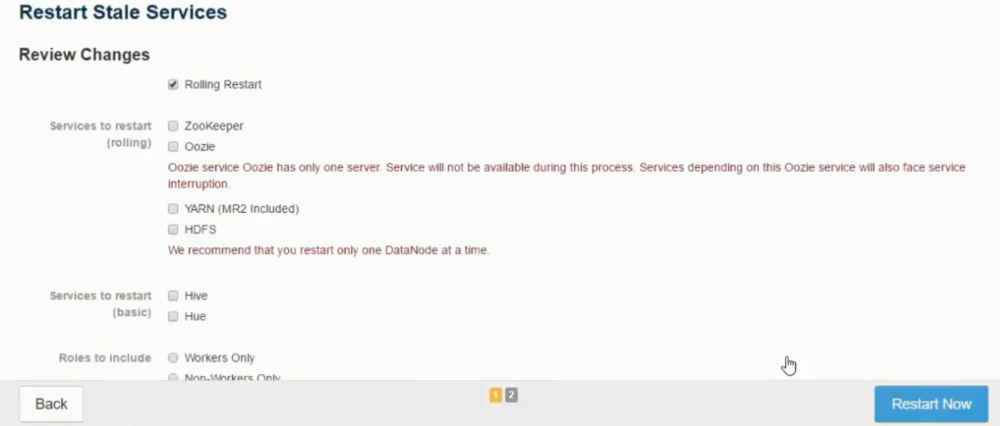 Restart Stale Services
Review Changes
Rolling Restart
Services to restart (rolling)
ZooKeeper
Oozie
Oozie service Oozie has only one server. Service will not be available during this process. Services depending on this Oozie service will also face service
interruption.
YARN (MR2 Included)
HDFS
We recommend that you restart only one DataNode at a time.
Services to restart (basic)
Hive
Hue
Roles to include
Workers Only
Non-Workers Only
Back
1 2
Restart Now